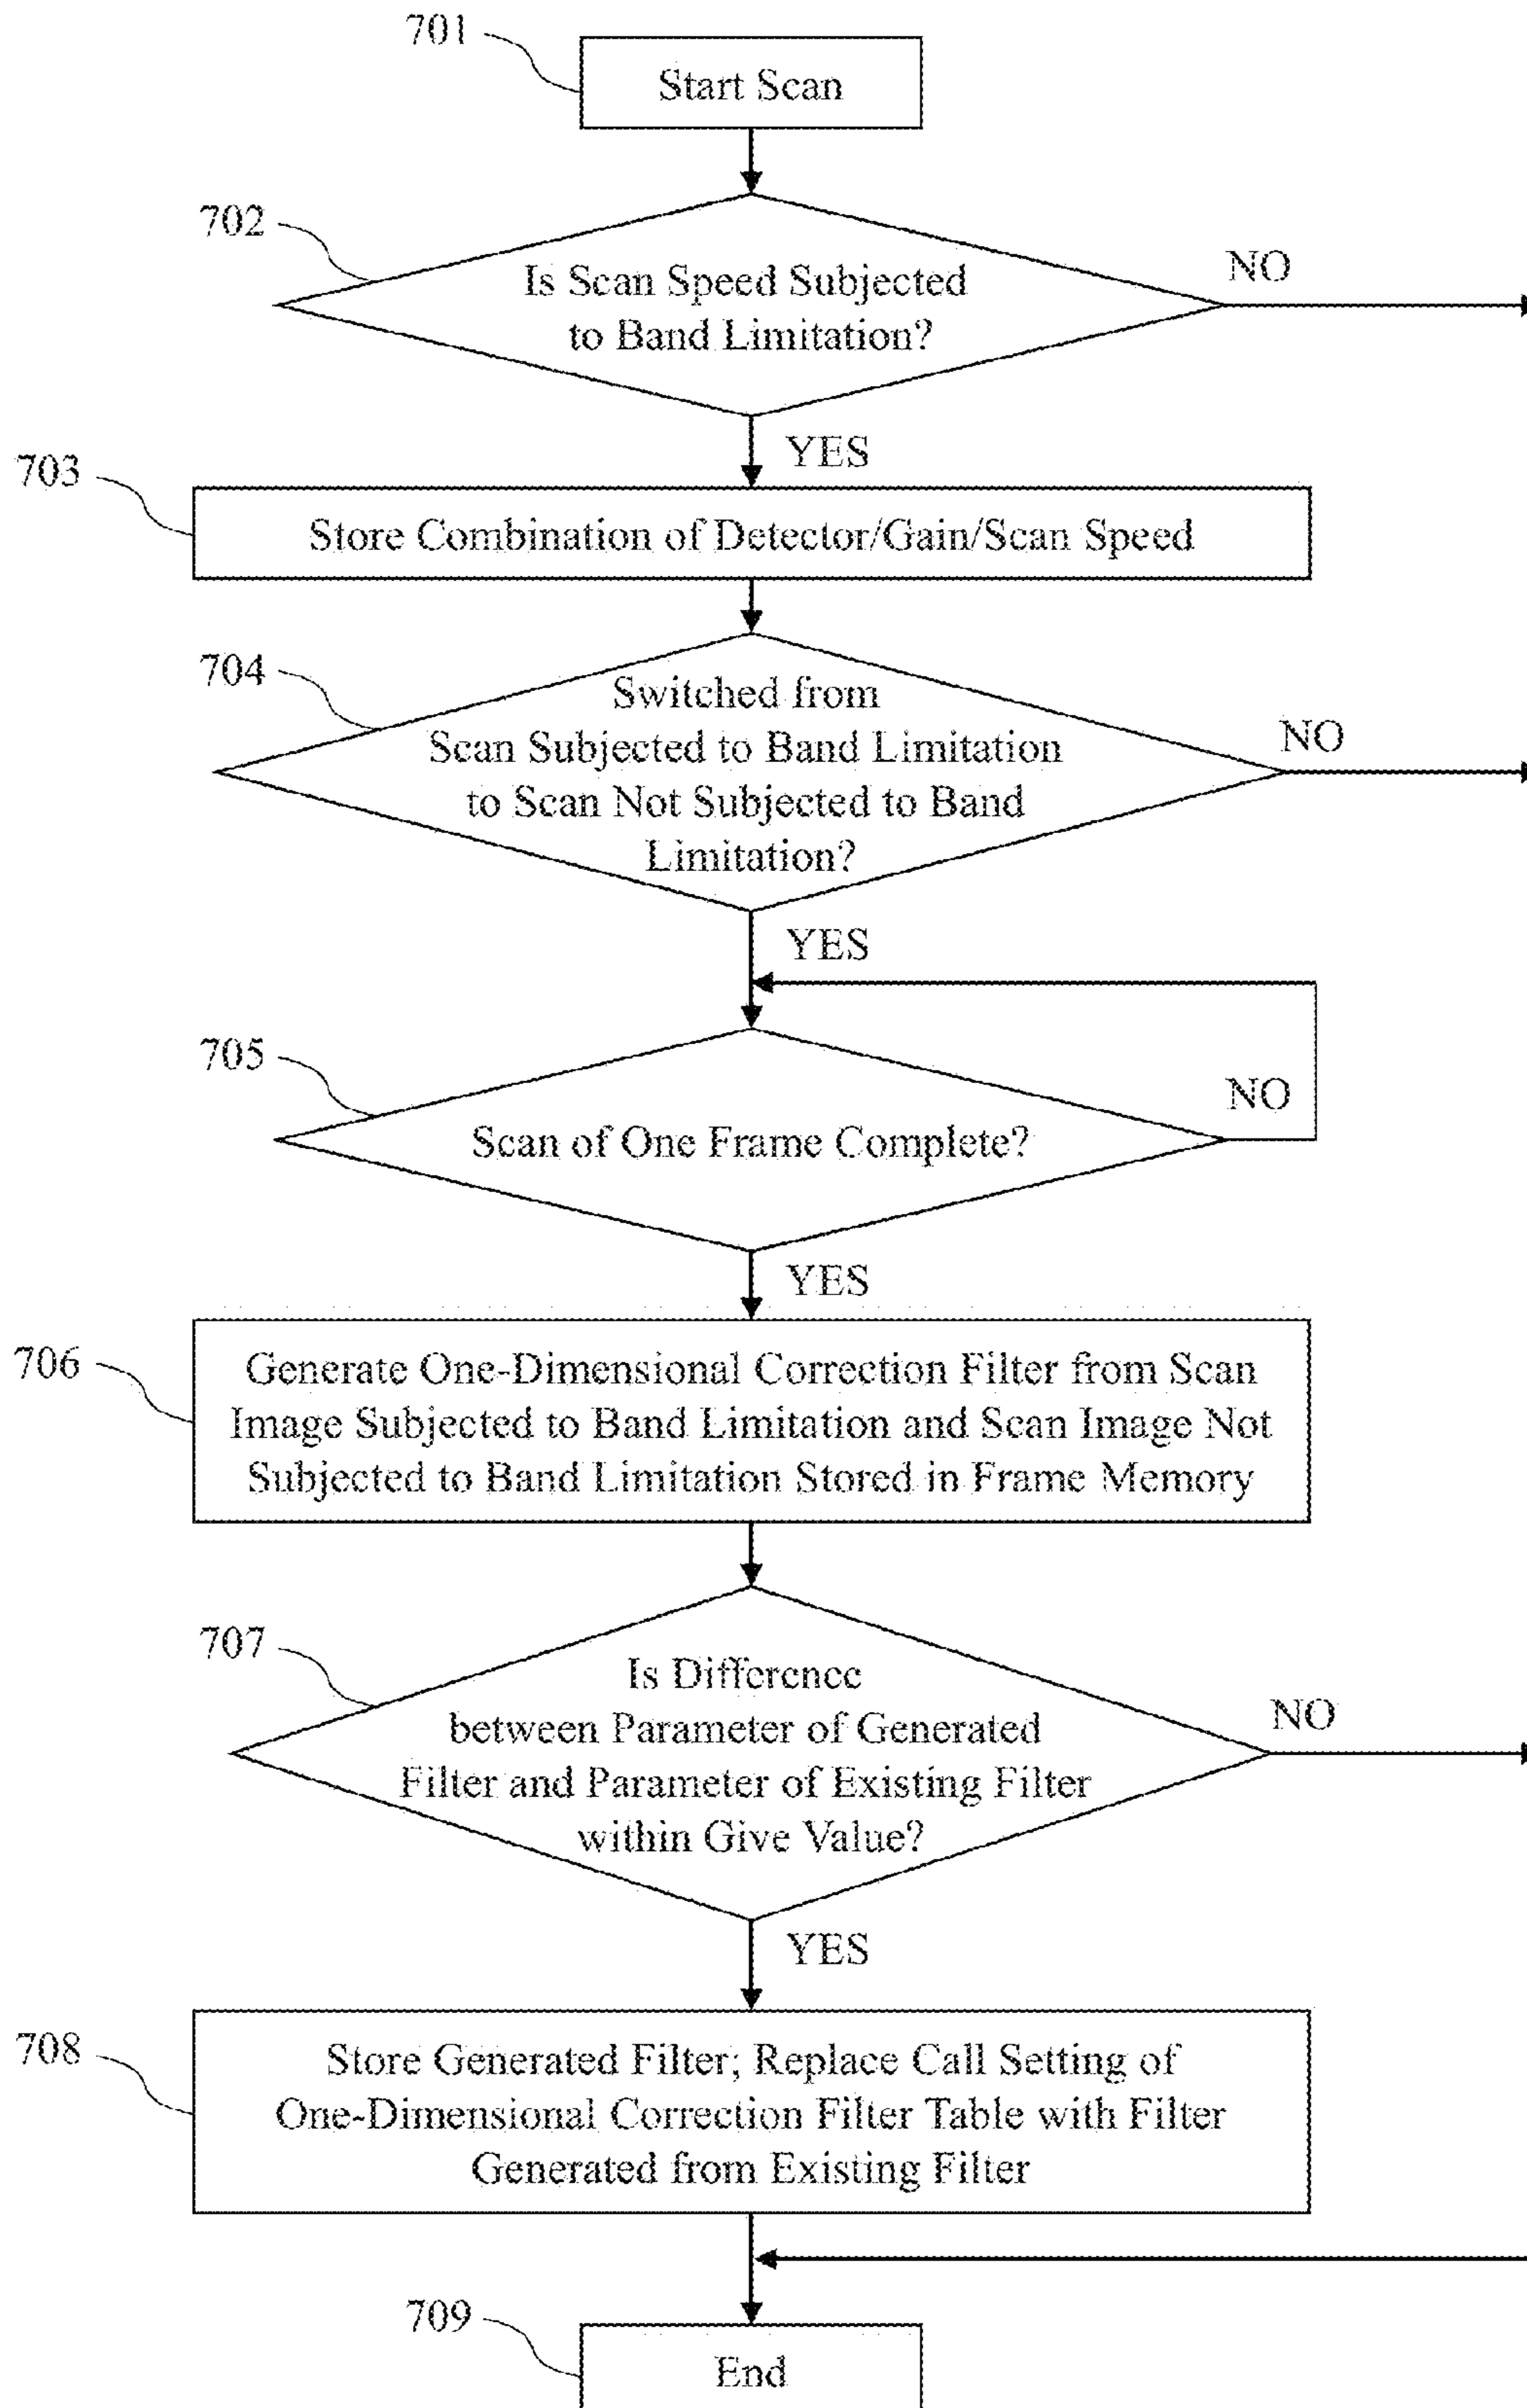 701
Start Scan
702
Is Scan Speed Subjected
to Band Limitation?
NO
YES
703
Store Combination of Detector/Gain/Scan Speed
704
Switched from
Scan Subjected to Band Limitation
to Scan Not Subjected to Band
Limitation?
NO
YES
705
Scan of One Frame Complete?
NO
YES
706
Generate One-Dimensional Correction Filter from Scan
Image Subjected to Band Limitation and Scan Image Not
Subjected to Band Limitation Stored in Frame Memory
707
Is Difference
between Parameter of Generated
Filter and Parameter of Existing Filter
within Give Value?
NO
YES
708
Store Generated Filter; Replace Call Setting of
One-Dimensional Correction Filter Table with Filter
Generated from Existing Filter
709
End